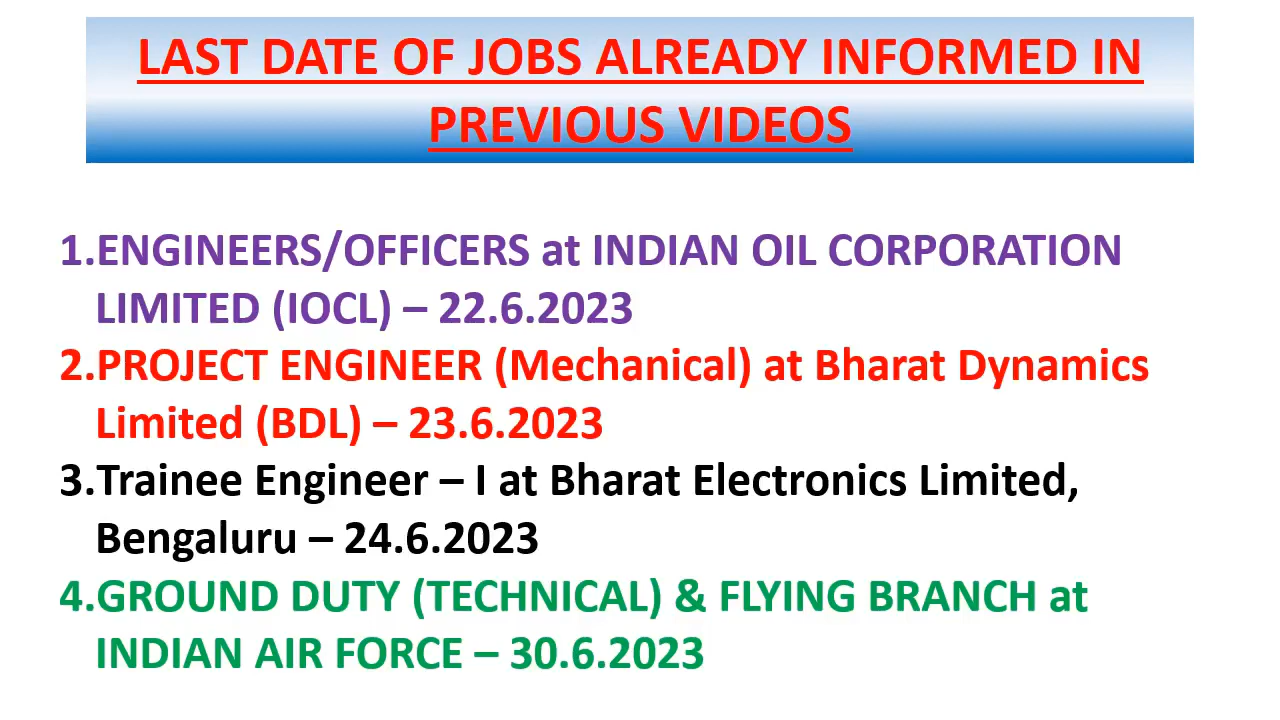 LAST DATE OF JOBS ALREADY INFORMED IN
PREVIOUS VIDEOS
1.ENGINEERS/OFFICERS at INDIAN OIL CORPORATION
LIMITED (IOCL) – 22.6.2023
2.PROJECT ENGINEER (Mechanical) at Bharat Dynamics
Limited (BDL) – 23.6.2023
3.Trainee Engineer – I at Bharat Electronics Limited,
Bengaluru – 24.6.2023
4.GROUND DUTY (TECHNICAL) & FLYING BRANCH at
INDIAN AIR FORCE – 30.6.2023